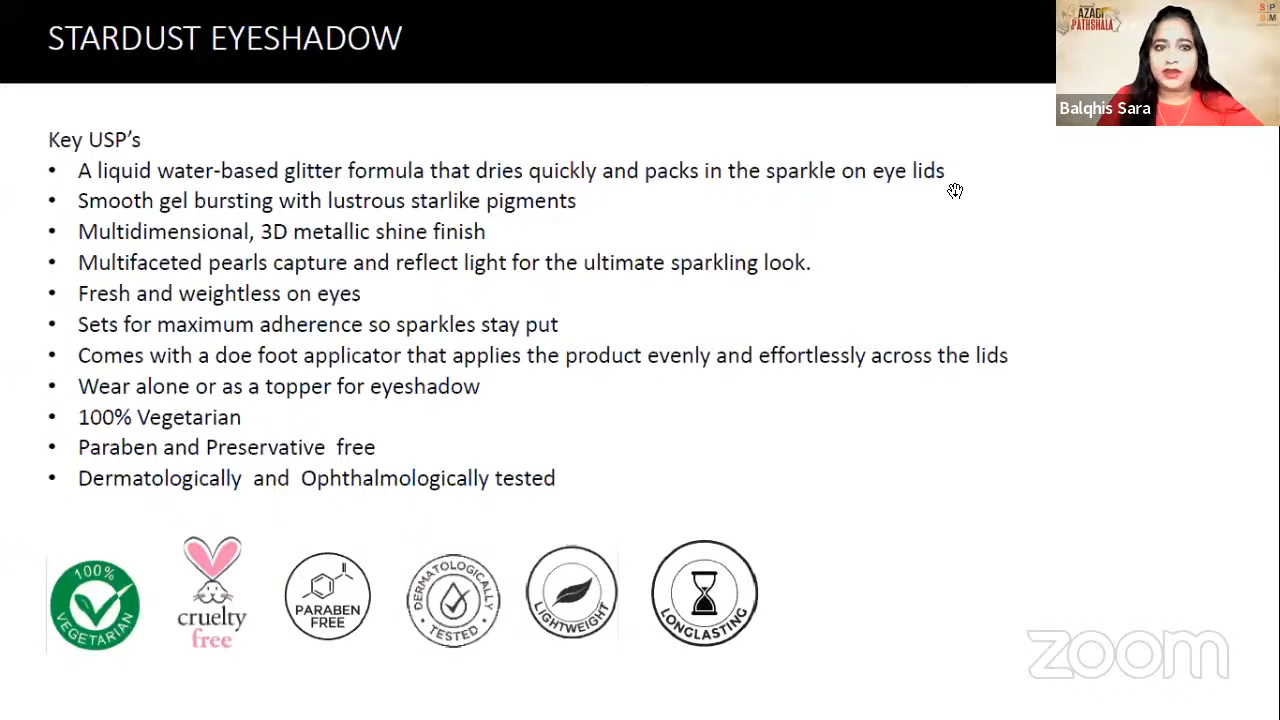 STARDUST EYESHADOW
AZADI
PATHSHALA
S P
B M
Balqhis Sara
Key USP's
• A liquid water-based glitter formula that dries quickly and packs in the sparkle on eye lids
• Smooth gel bursting with lustrous starlike pigments
• Multidimensional, 3D metallic shine finish
• Multifaceted pearls capture and reflect light for the ultimate sparkling look.
• Fresh and weightless on eyes
• Sets for maximum adherence so sparkles stay put
• Comes with a doe foot applicator that applies the product evenly and effortlessly across the lids
• Wear alone or as a topper for eyeshadow
• 100% Vegetarian
• Paraben and Preservative  free
• Dermatologically  and  Ophthalmologically tested
100%
VEGETARIAN
cruelty
free
PARABEN
FREE
DERMATOLOGICALLY
• TESTED •
LIGHTWEIGHT
LONGLASTING
zoom